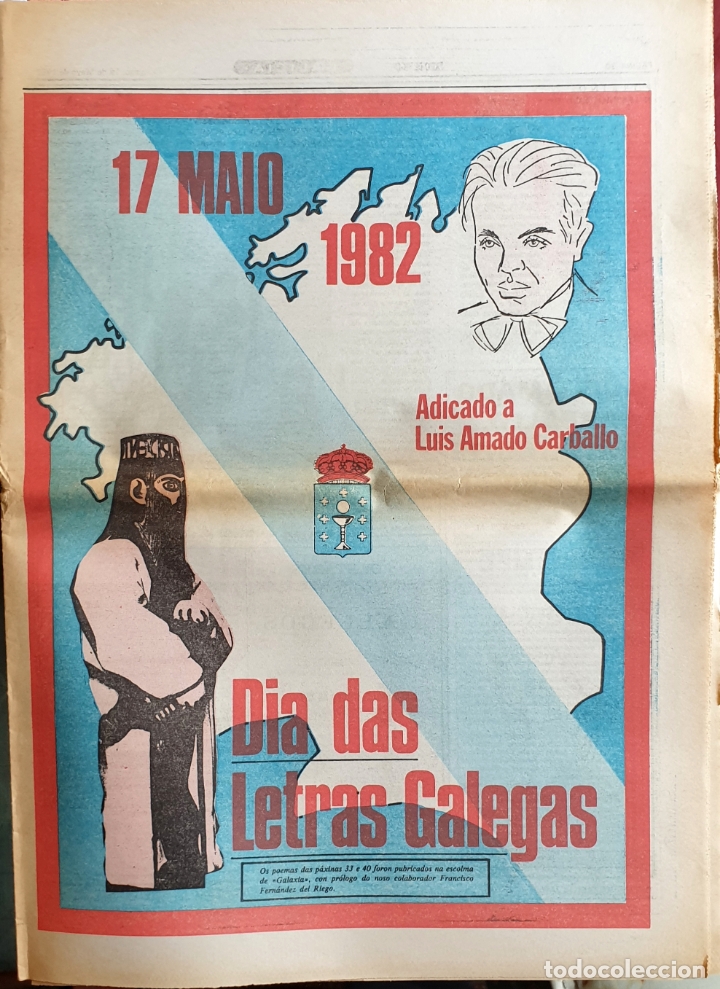 17 MAIO
1982
Adicado a
Luis Amado Carballo
Dia das
Letras Galegas
Os poemas das páxinas 33 e 40 foron pubricados na escolma
de «Galaxia», con prólogo do noso colaborador Francisco
Fernández del Riego.
todocoleccion